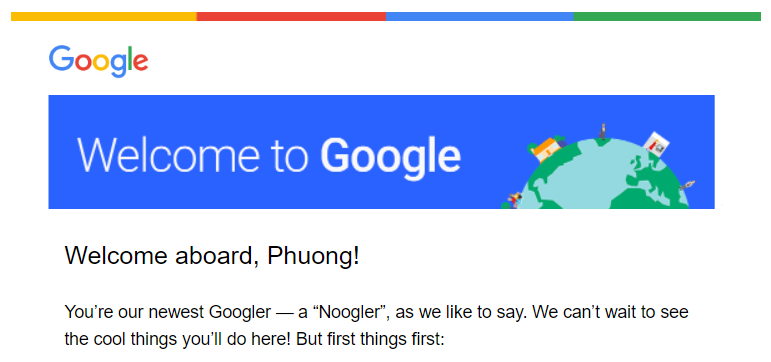 Google
Welcome to Google
Welcome aboard, Phuong!
You’re our newest Googler — a “Noogler”, as we like to say. We can’t wait to see
the cool things you’ll do here! But first things first: